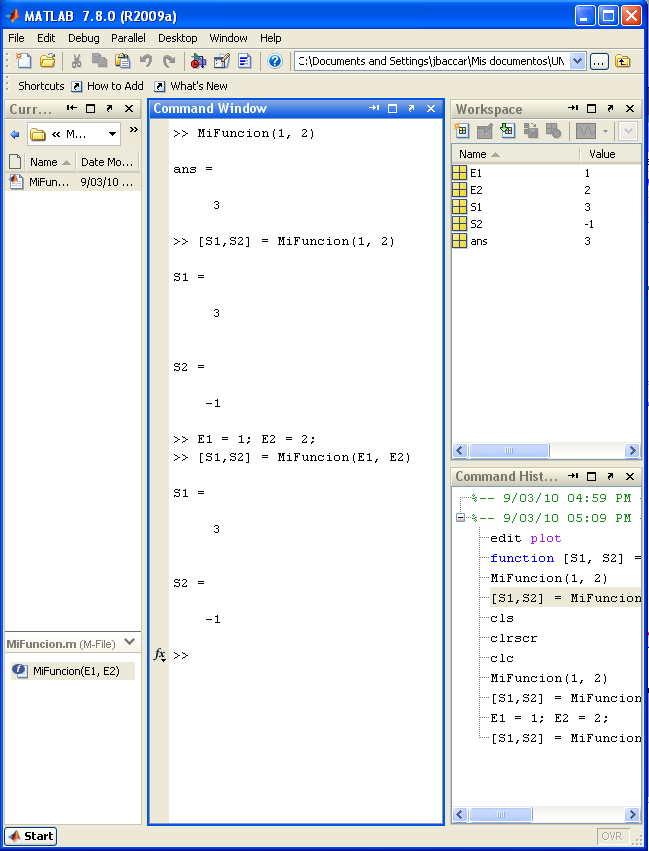 MATLAB 7.8.0 (R2009a)
File Edit Debug Parallel Desktop Window Help
C:\Documents and Settings\jbaccar\Mis documentos\UN
Shortcuts How to Add What's New
Curr...
« M...
»
Name Date Mo...
MiFun... 9/03/10 ...
MiFuncion.m (M-File)
MiFuncion(E1, E2)
Command Window
>> MiFuncion(1, 2)
ans =
3
>> [S1,S2] = MiFuncion(1, 2)
S1 =
3
S2 =
-1
>> E1 = 1; E2 = 2;
>> [S1,S2] = MiFuncion(E1, E2)
S1 =
3
S2 =
-1
fx >>
Workspace
Name Value
E1 1
E2 2
S1 3
S2 -1
ans 3
Command Hist...
%-- 9/03/10 04:59 PM -
%-- 9/03/10 05:09 PM -
edit plot
function [S1, S2] =
MiFuncion(1, 2)
[S1,S2] = MiFuncion
cls
clrscr
clc
MiFuncion(1, 2)
[S1,S2] = MiFuncion
E1 = 1; E2 = 2;
[S1,S2] = MiFuncion
Start
OVR